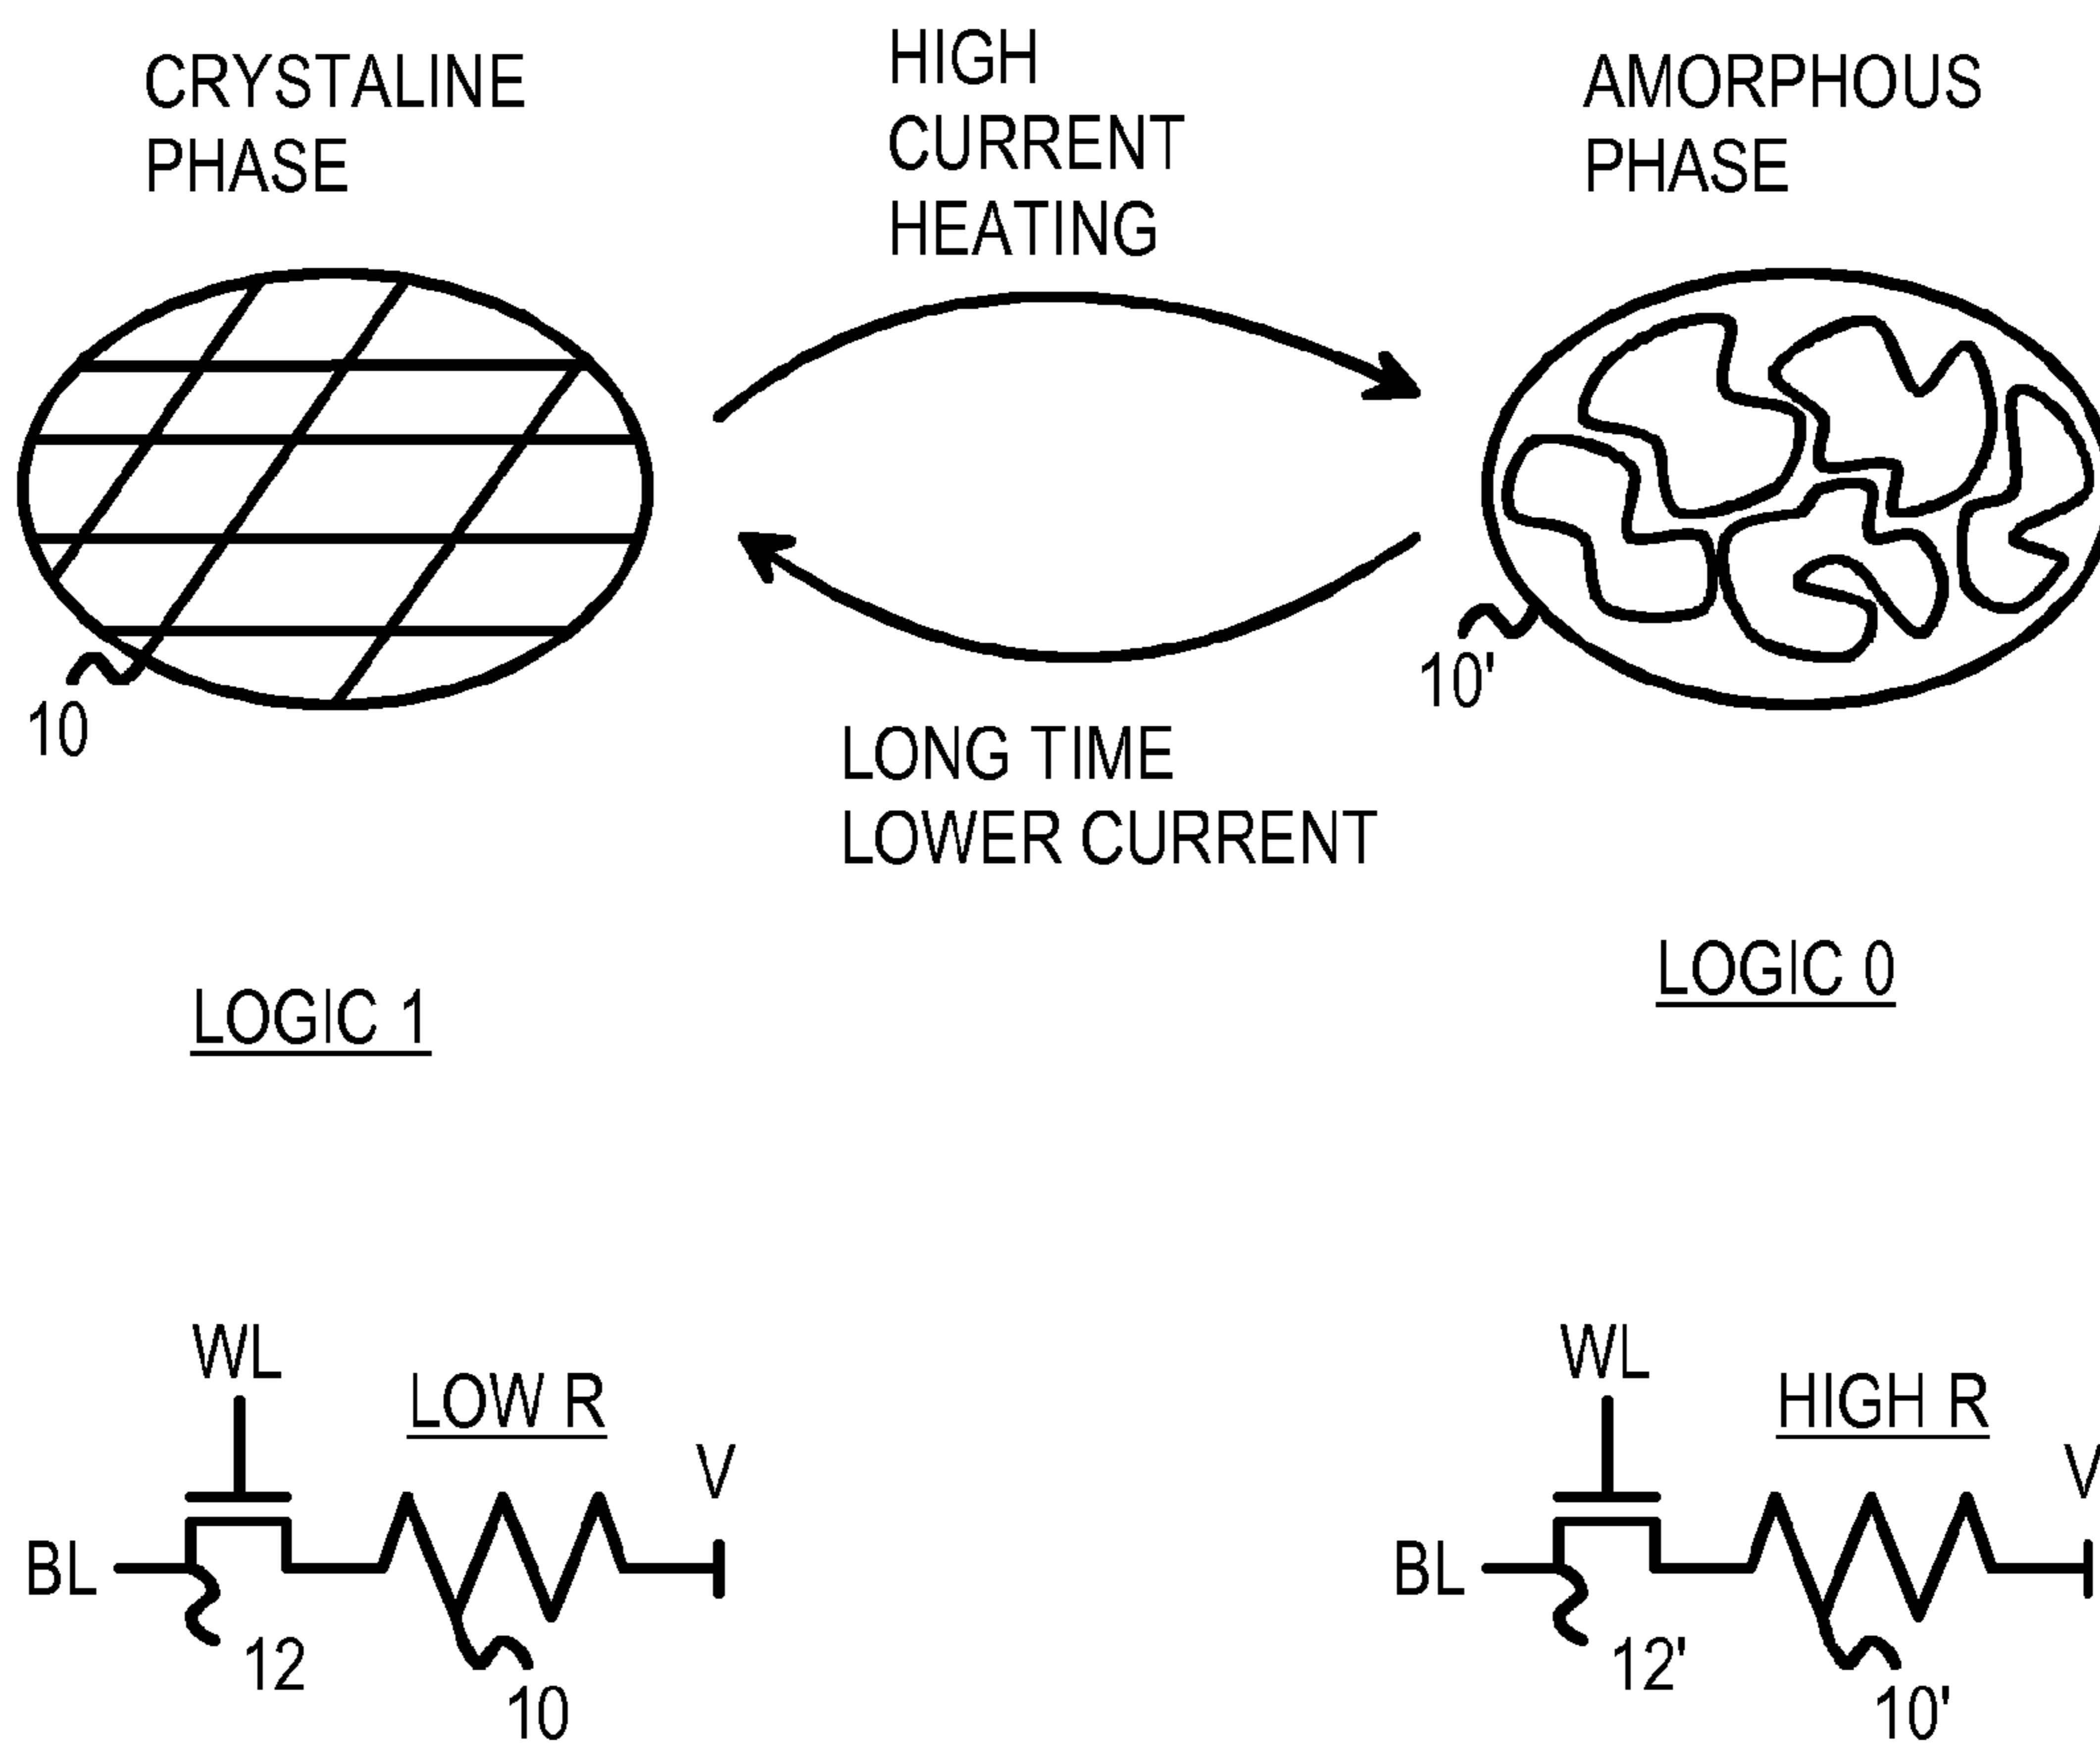 CRYSTALINE
PHASE
HIGH
CURRENT
HEATING
AMORPHOUS
PHASE
10
10'
LONG TIME
LOWER CURRENT
LOGIC 1
LOGIC 0
WL
LOW R
V
BL
12
10
WL
HIGH R
V
BL
12'
10'